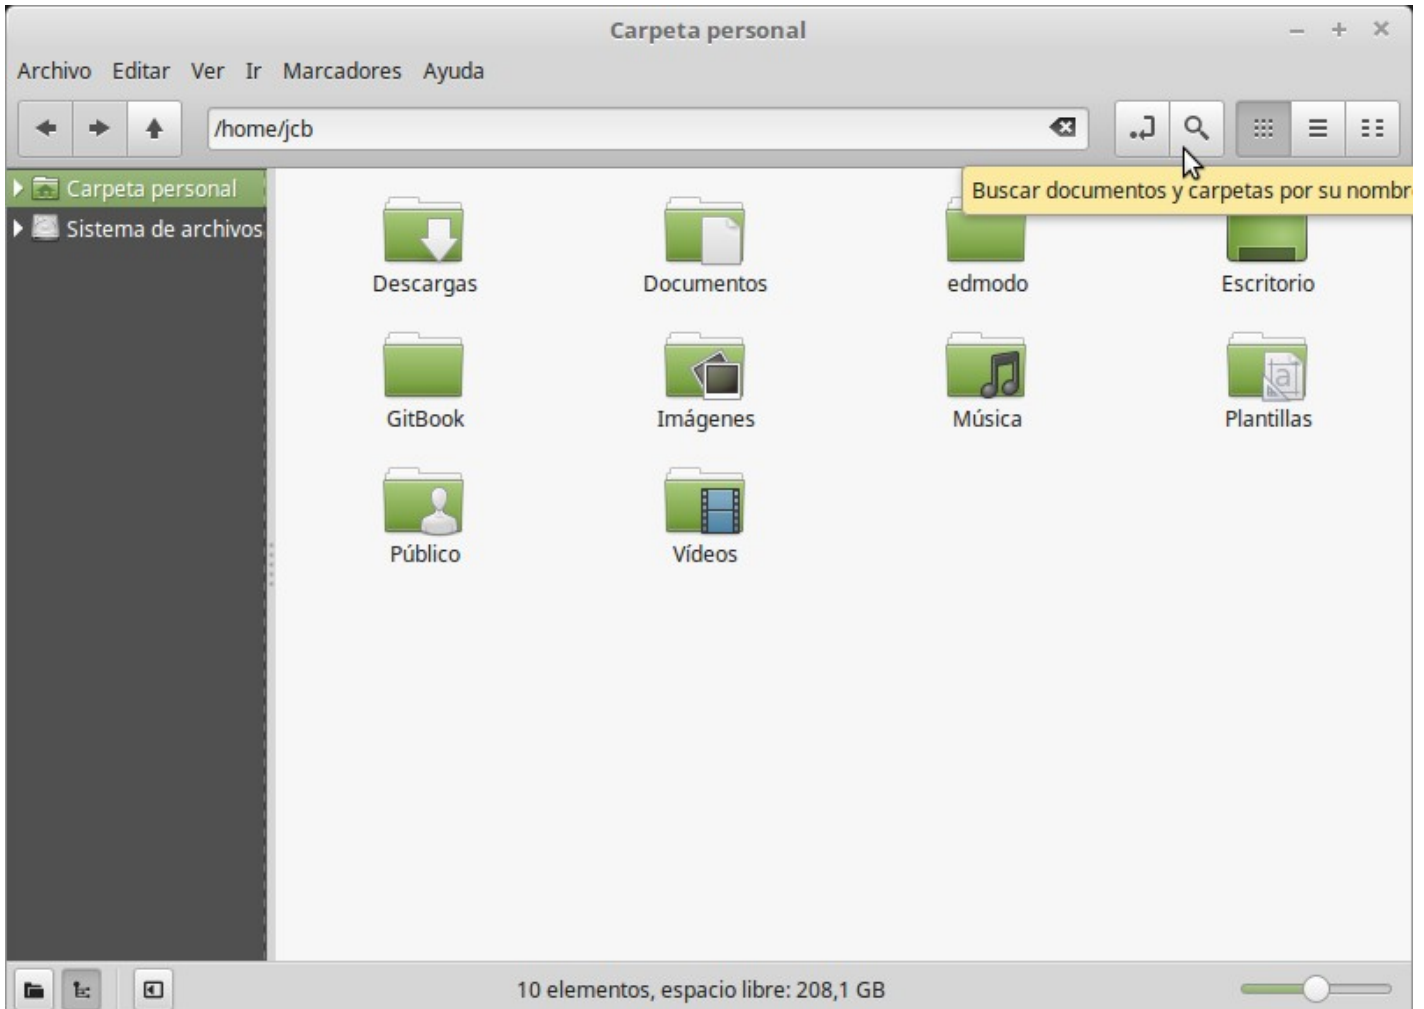 Carpeta personal
Archivo Editar Ver Ir Marcadores Ayuda
/home/jcb
Carpeta personal
Sistema de archivos
Buscar documentos y carpetas por su nombr
Descargas Documentos edmodo Escritorio
GitBook Imágenes Música Plantillas
Público Vídeos
10 elementos, espacio libre: 208,1 GB